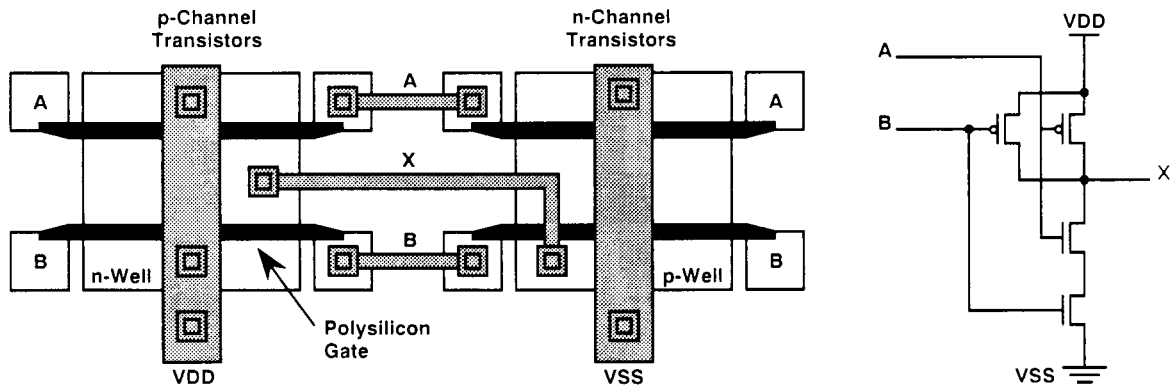 p-Channel
Transistors
n-Channel
Transistors
VDD
A
A
A
A
B
X
X
B
B
B
n-Well
p-Well
Polysilicon
Gate
VDD
VSS
VSS